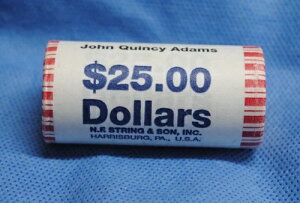 John Quincy Adams
$25.00
Dollars
N.F. STRING & SON, INC.
HARRISBURG, PA., U.S.A.